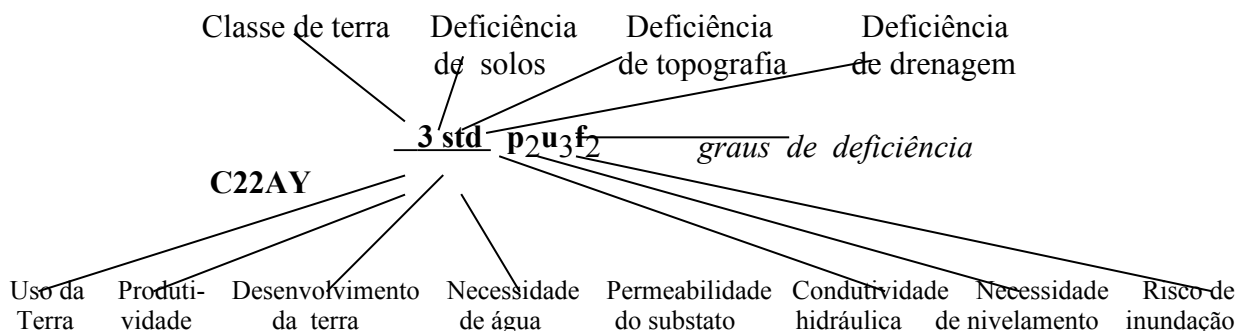 Classe de terra Deficiência Deficiência Deficiência
de solos de topografia de drenagem
3 std p2u3f2 graus de deficiência
C22AY
Uso da Produti- Desenvolvimento Necessidade Permeabilidade Condutividade Necessidade Risco de
Terra vidade da terra de água do substato hidráulica de nivelamento inundação